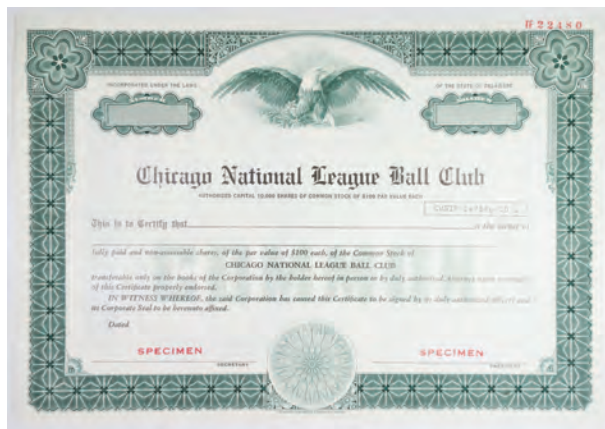 F 22480
INCORPORATED UNDER THE LAWS
OF THE STATE OF DELAWARE
Chicago National League Ball Club
AUTHORIZED CAPITAL 10,000 SHARES OF COMMON STOCK OF $100 PAR VALUE EACH
This is to Certify that
is the owner of
fully paid and non-assessable shares, of the par value of $100 each, of the Common Stock of
CHICAGO NATIONAL LEAGUE BALL CLUB
transferable only on the books of the Corporation by the holder hereof in person or by duly authorized Attorney upon surrender
of this Certificate properly endorsed.
IN WITNESS WHEREOF, the said Corporation has caused this Certificate to be signed by its duly authorized officers and
its Corporate Seal to be hereunto affixed.
Dated
SPECIMEN
SPECIMEN
SECRETARY
PRESIDENT